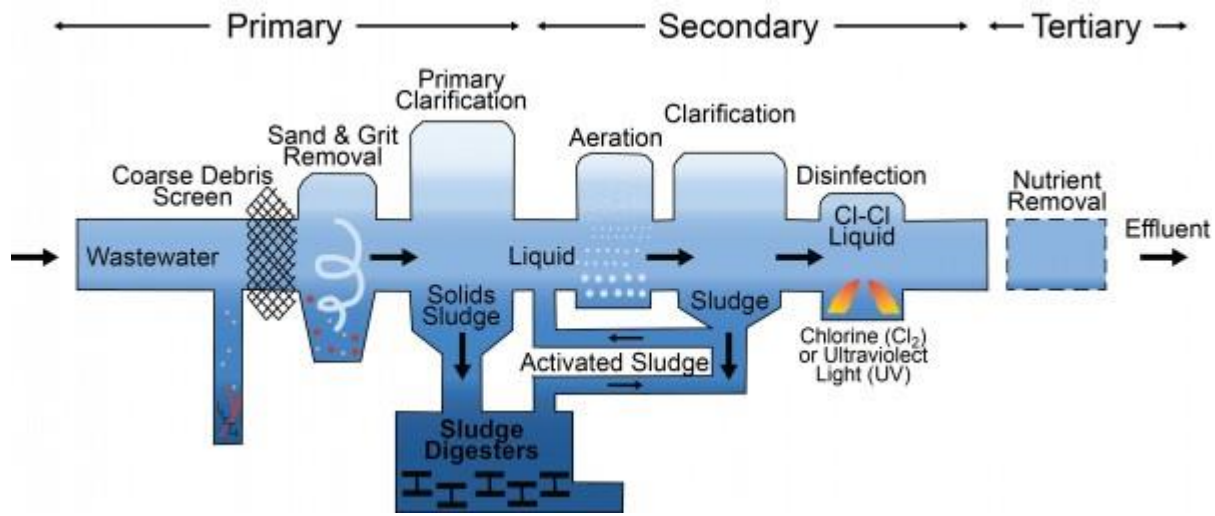 Primary
Secondary
Tertiary
Primary
Clarification
Sand & Grit
Removal
Coarse Debris
Screen
Aeration
Clarification
Disinfection
Nutrient
Removal
Wastewater
Liquid
Cl-Cl
Liquid
Effluent
Solids
Sludge
Sludge
Activated Sludge
Chlorine (Cl₂)
or Ultraviolect
Light (UV)
Sludge
Digesters